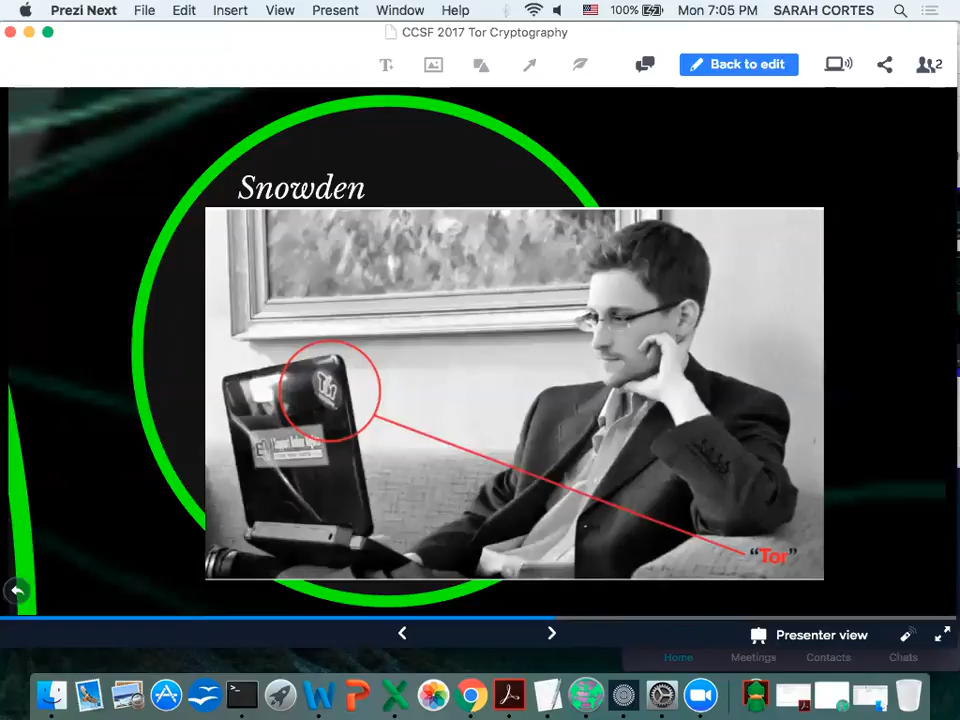 Prezi Next File Edit Insert View Present Window Help 100% Mon 7:05 PM SARAH CORTES
CCSF 2017 Tor Cryptography
Back to edit 2
Snowden
Tor
“Tor”
Presenter view
Home Meetings Contacts Chats